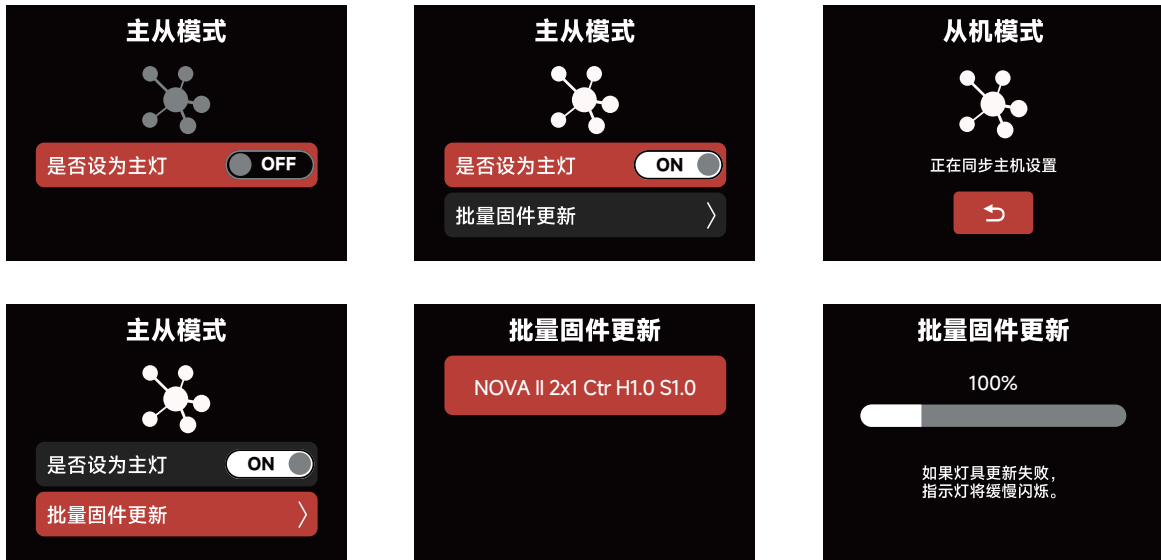 主从模式
是否设为主灯 OFF
主从模式
是否设为主灯 ON
批量固件更新
从机模式
正在同步主机设置
主从模式
是否设为主灯 ON
批量固件更新
批量固件更新
NOVA II 2x1 Ctr H1.0 S1.0
批量固件更新
100%
如果灯具更新失败，
指示灯将缓慢闪烁。